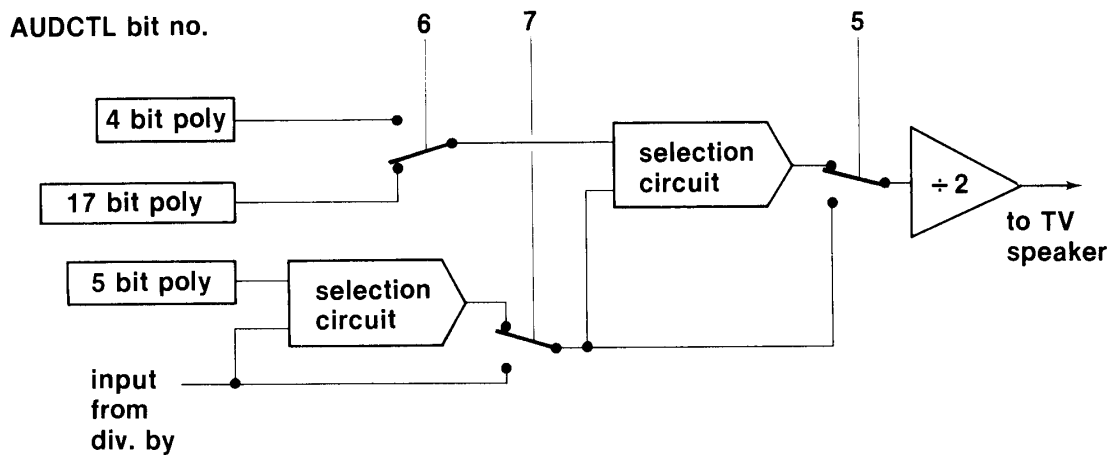 AUDCTL bit no.
6
7
5
4 bit poly
17 bit poly
5 bit poly
selection
circuit
input
from
div. by
selection
circuit
÷2
to TV
speaker